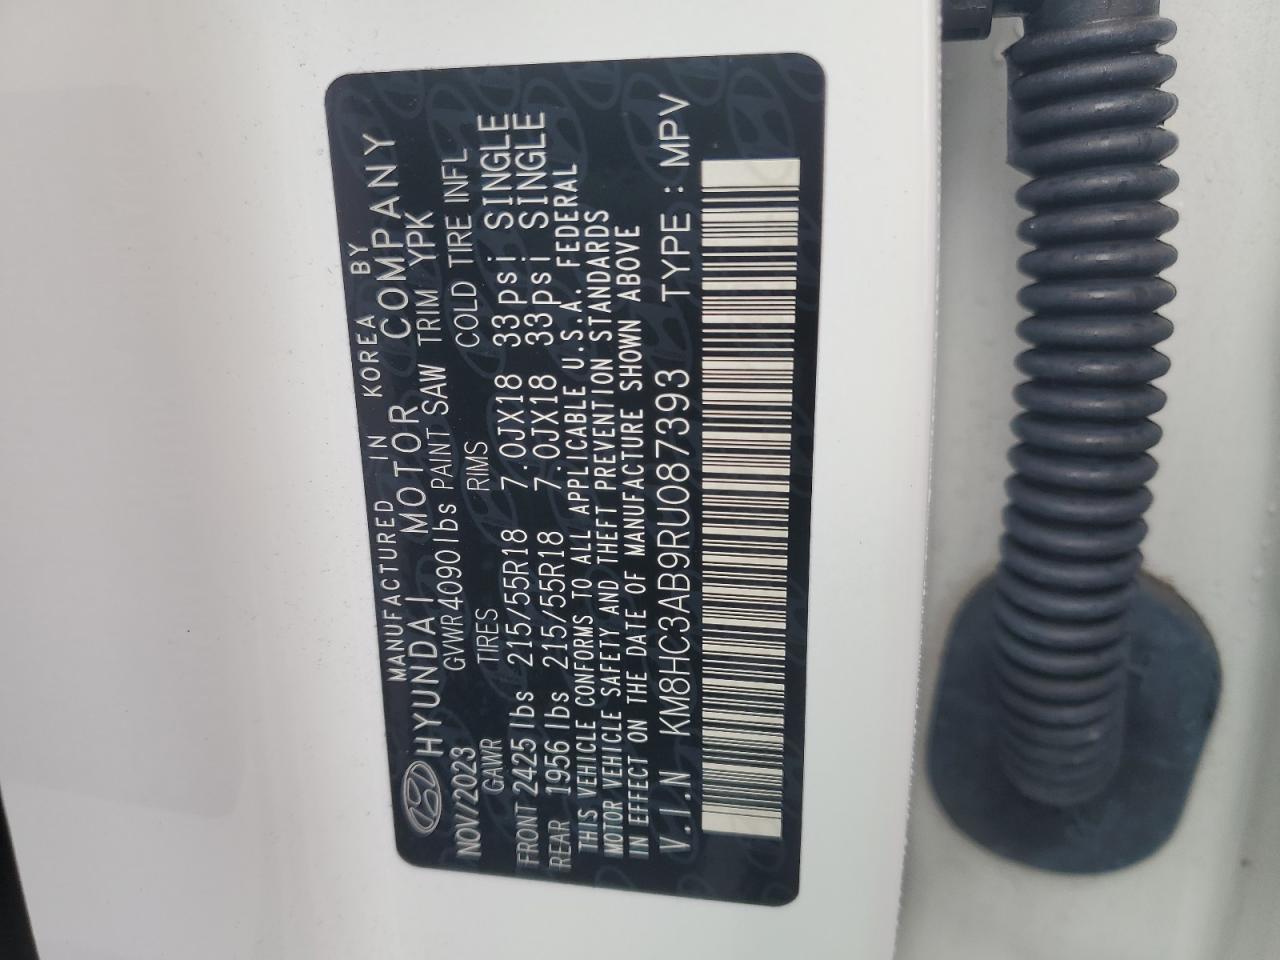 MANUFACTURED IN KOREA BY
HYUNDAI MOTOR COMPANY
NOV/2023 GVWR 4090 lbs PAINT SAW TRIM YPK
GAWR TIRES RIMS COLD TIRE INFL
FRONT 2425 lbs 215/55R18 7.0JX18 33psi SINGLE
REAR 1956 lbs 215/55R18 7.0JX18 33psi SINGLE
THIS VEHICLE CONFORMS TO ALL APPLICABLE U.S.A. FEDERAL
MOTOR VEHICLE SAFETY AND THEFT PREVENTION STANDARDS
IN EFFECT ON THE DATE OF MANUFACTURE SHOWN ABOVE
V.I.N KM8HC3AB9RU087393 TYPE : MPV